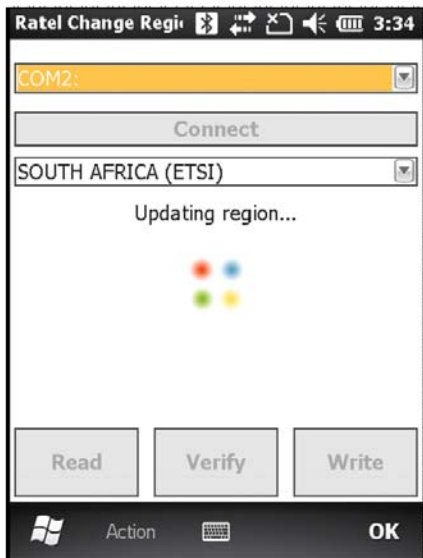 Ratel Change Regi 3:34
COM2:
Connect
SOUTH AFRICA (ETSI)
Updating region...
Read Verify Write
Action OK